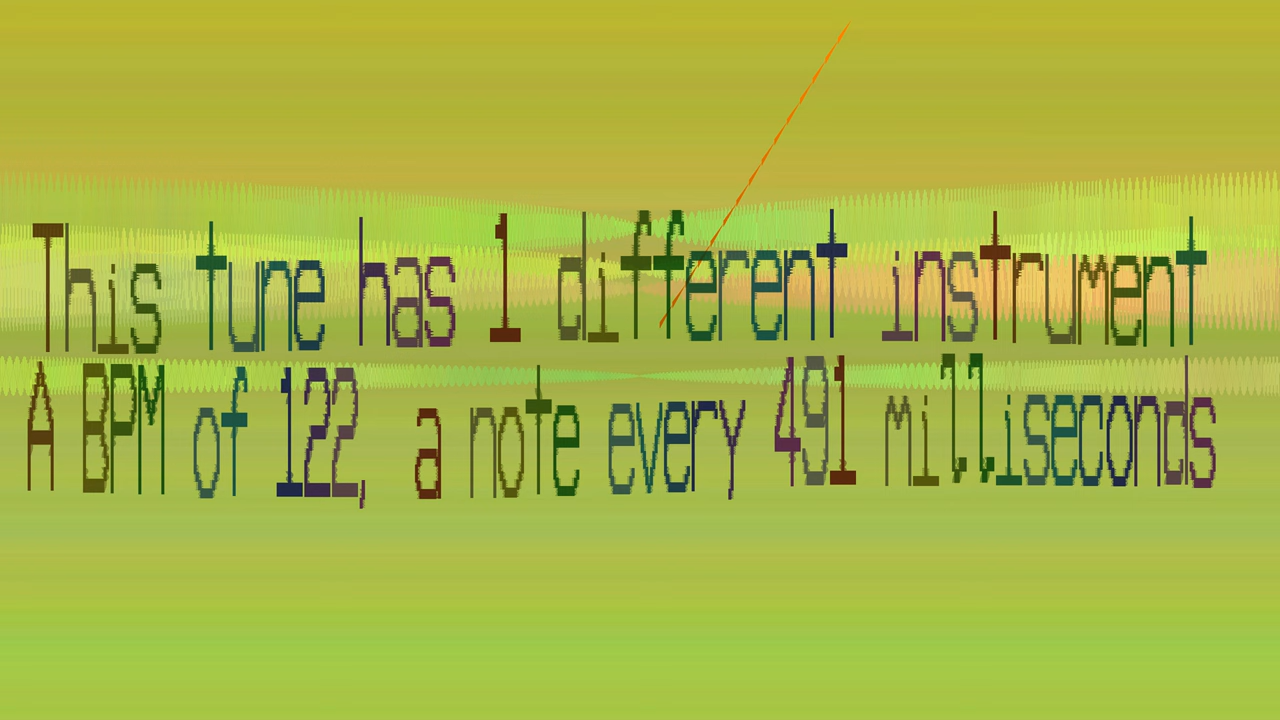 This tune has 1 different instrument
A BPM of 122, a note every 491 milliseconds